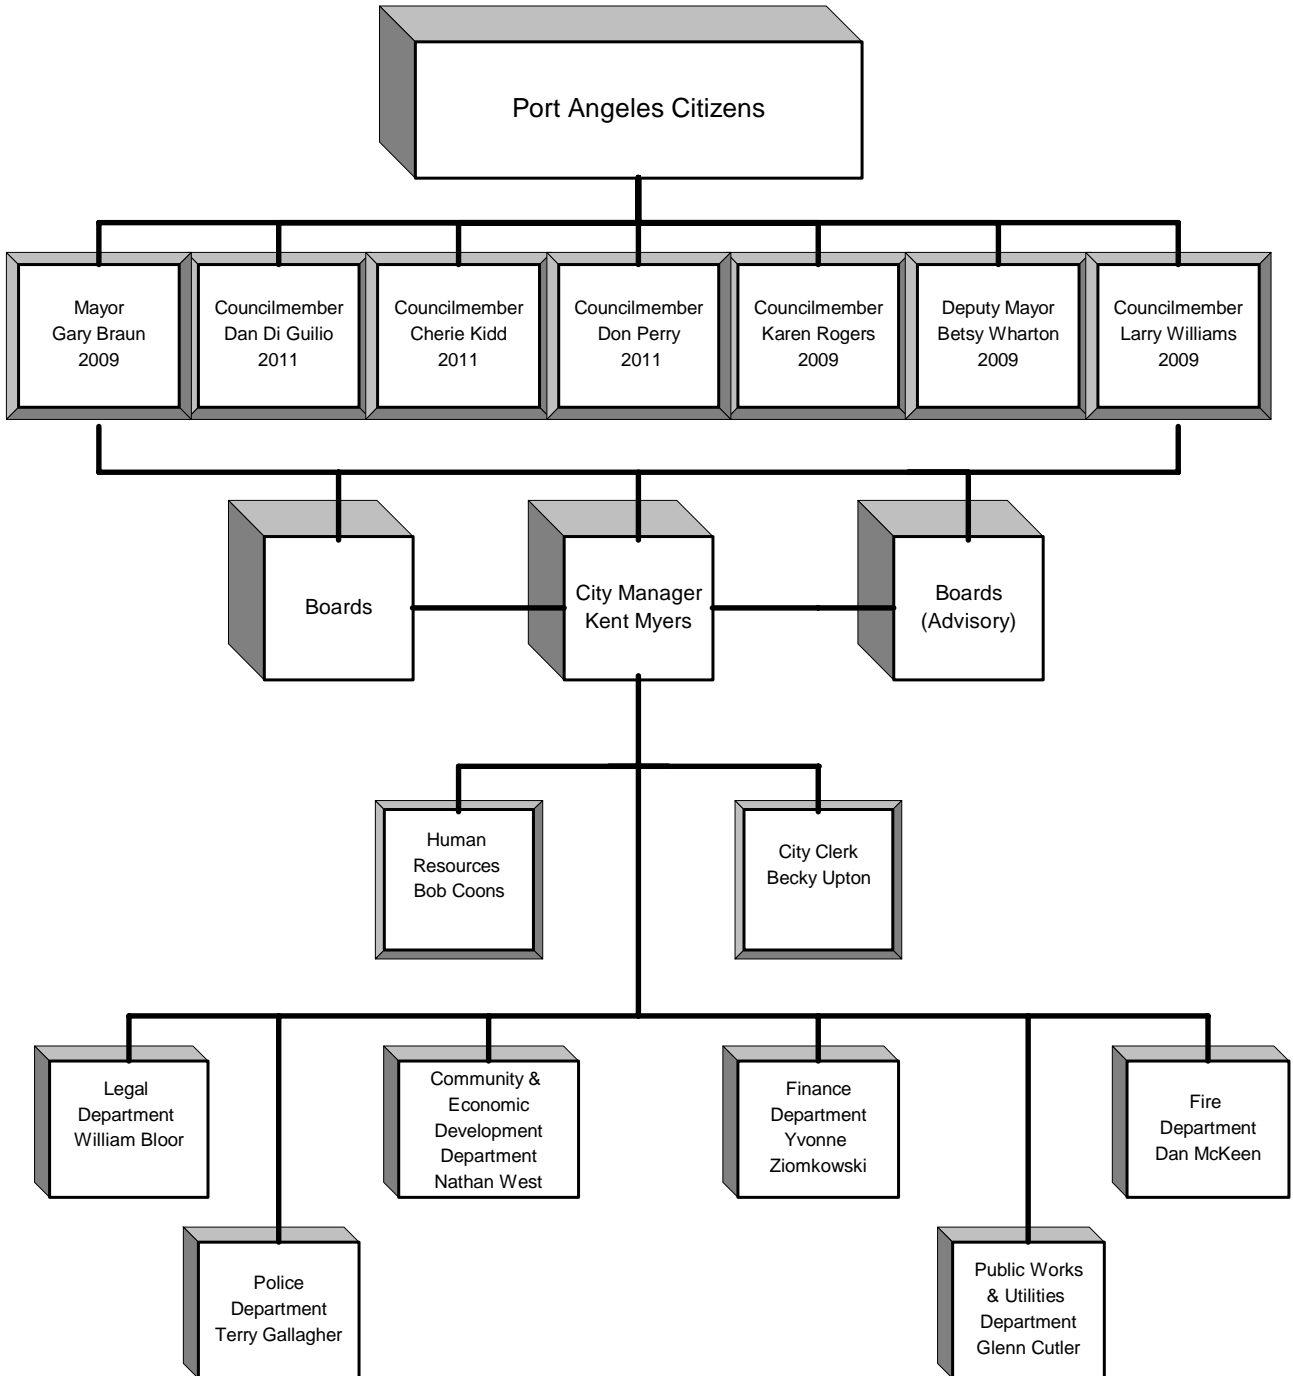 Port Angeles Citizens
Mayor
Gary Braun
2009
Councilmember
Dan Di Guilio
2011
Councilmember
Cherie Kidd
2011
Councilmember
Don Perry
2011
Councilmember
Karen Rogers
2009
Deputy Mayor
Betsy Wharton
2009
Councilmember
Larry Williams
2009
Boards
City Manager
Kent Myers
Boards
(Advisory)
Human
Resources
Bob Coons
City Clerk
Becky Upton
Legal
Department
William Bloor
Community &
Economic
Development
Department
Nathan West
Finance
Department
Yvonne
Ziomkowski
Fire
Department
Dan McKeen
Police
Department
Terry Gallagher
Public Works
& Utilities
Department
Glenn Cutler